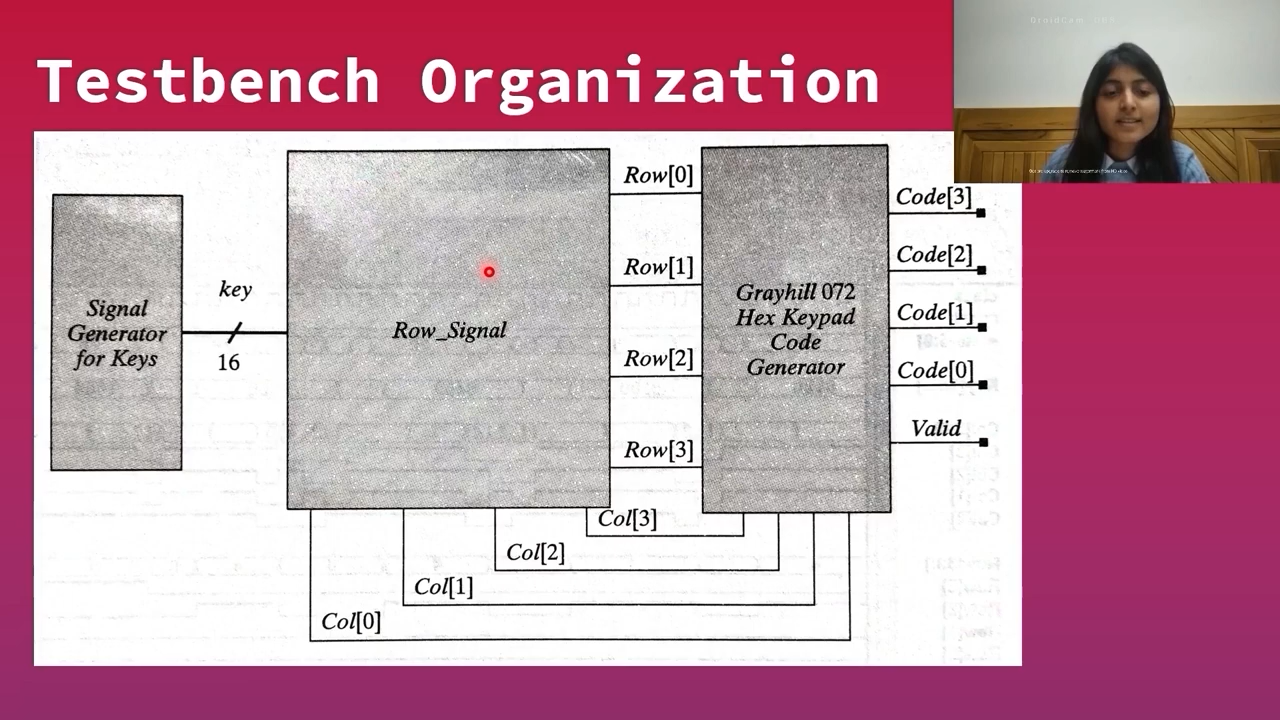 Testbench Organization
Signal
Generator
for Keys
key
16
Row_Signal
Row[0]
Row[1]
Row[2]
Row[3]
Grayhill 072
Hex Keypad
Code
Generator
Code[3]
Code[2]
Code[1]
Code[0]
Valid
Col[3]
Col[2]
Col[1]
Col[0]